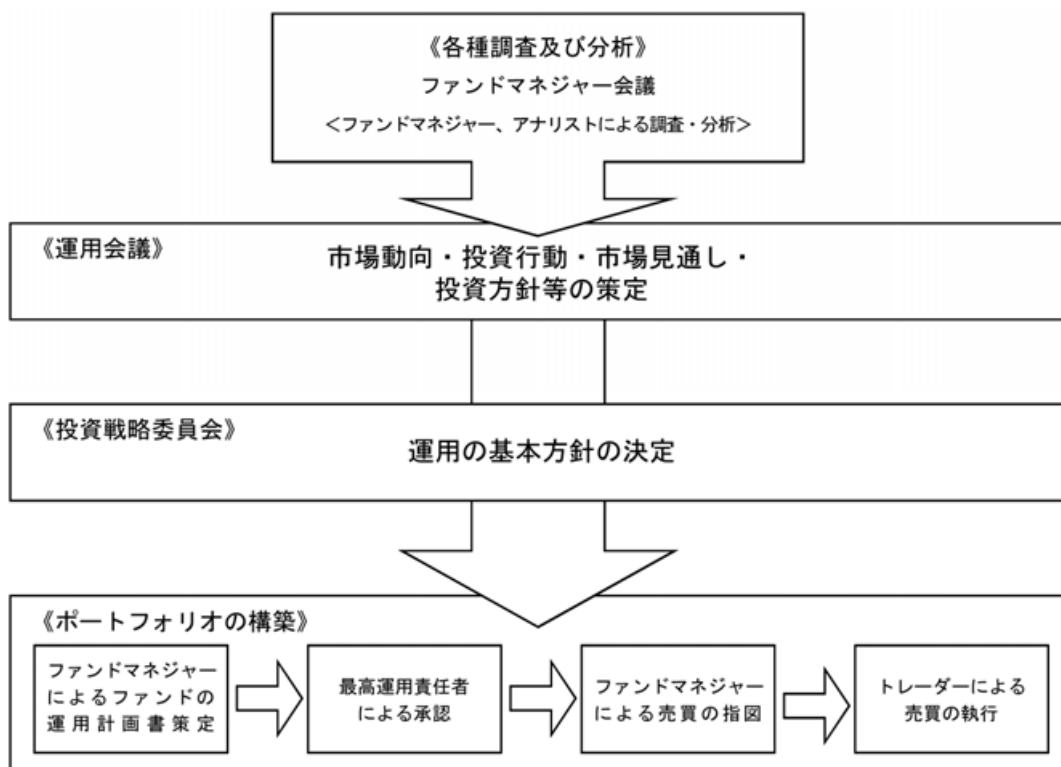 《各種調査及び分析》
ファンドマネジャー会議
<ファンドマネジャー、アナリストによる調査・分析>
《運用会議》
市場動向・投資行動・市場見通し・
投資方針等の策定
《投資戦略委員会》
運用の基本方針の決定
《ポートフォリオの構築》
ファンドマネジャー
によるファンドの
運用計画書策定
最高運用責任者
による承認
ファンドマネジャー
による売買の指図
トレーダーによる
売買の執行